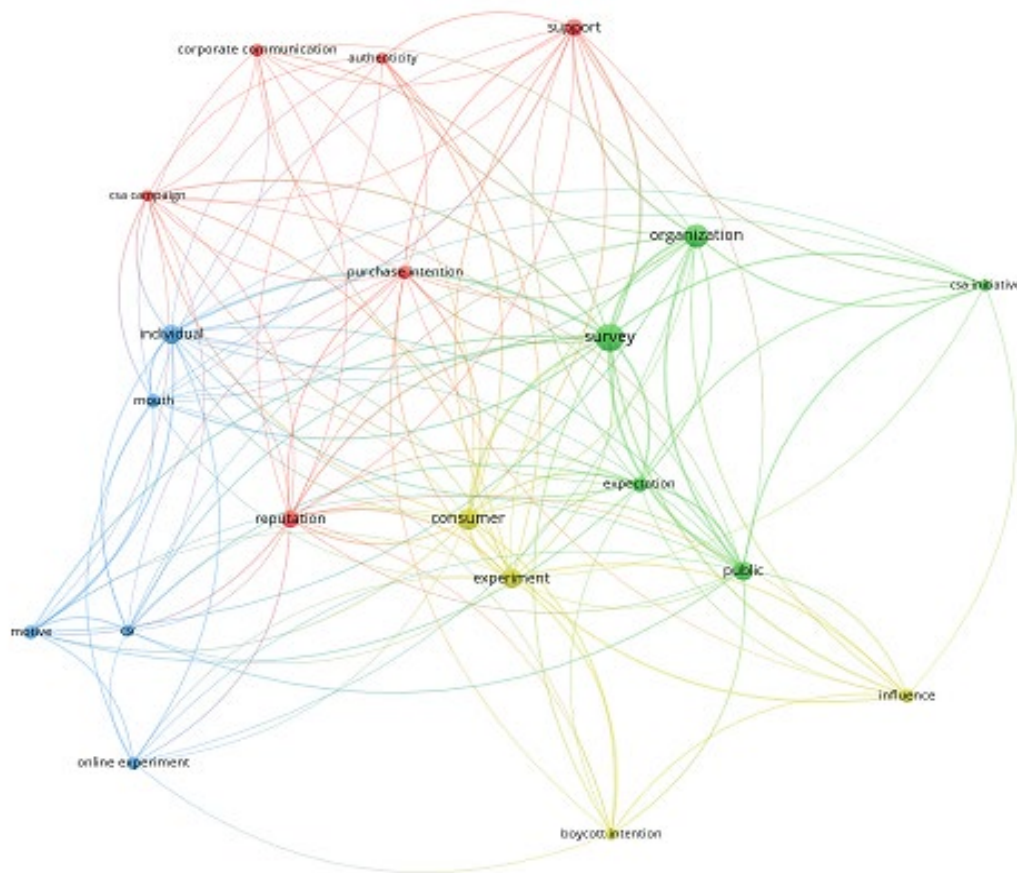 support
corporate communication
authenticity
csa campaign
organization
purchase intention
csa initiative
individual
survey
mouth
expectation
reputation
consumer
public
experiment
motive
influence
online experiment
boycott intention